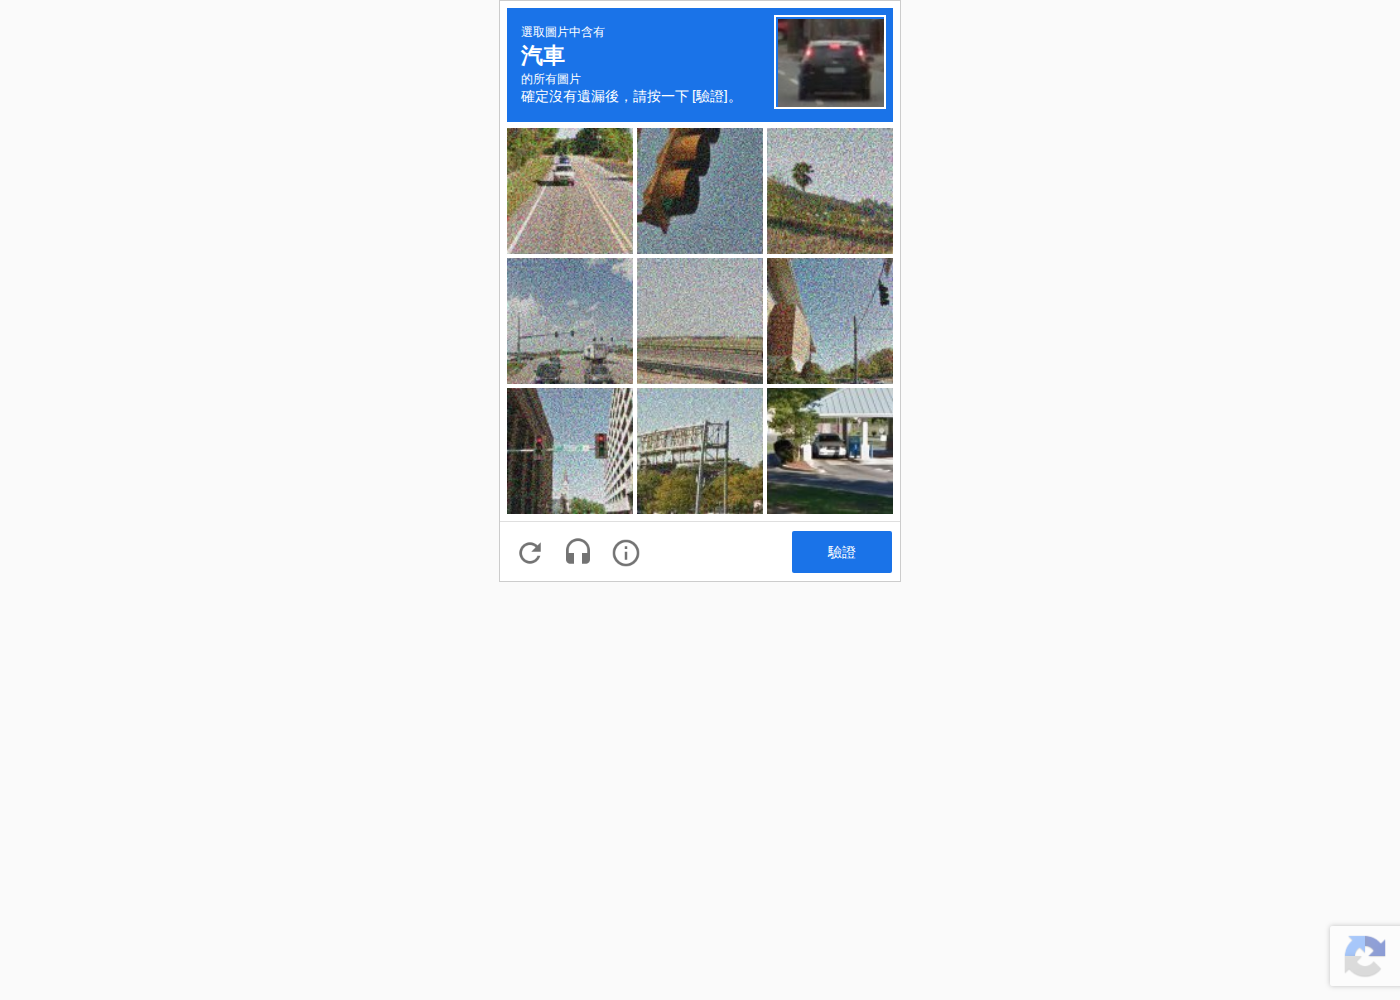 選取圖片中含有
汽車
的所有圖片
確定沒有遺漏後，請按一下 [驗證]。
驗證